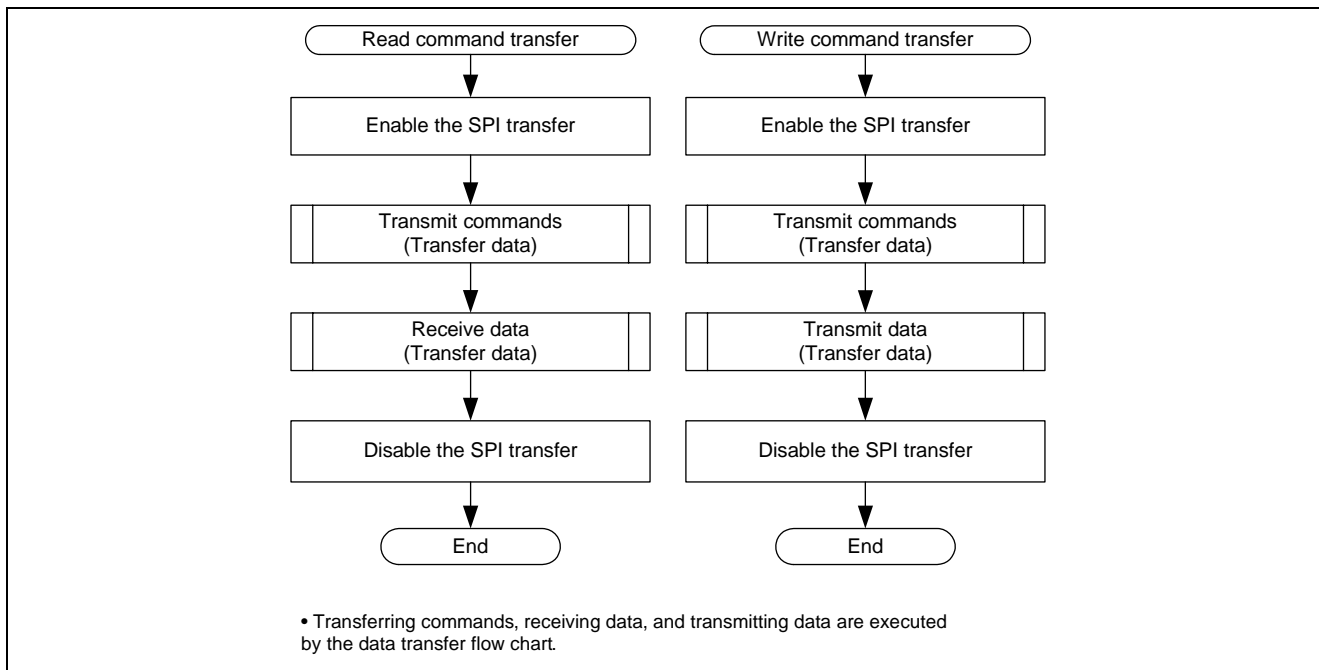 Read command transfer
Enable the SPI transfer
Transmit commands
(Transfer data)
Receive data
(Transfer data)
Disable the SPI transfer
End
Write command transfer
Enable the SPI transfer
Transmit commands
(Transfer data)
Transmit data
(Transfer data)
Disable the SPI transfer
End
• Transferring commands, receiving data, and transmitting data are executed
by the data transfer flow chart.